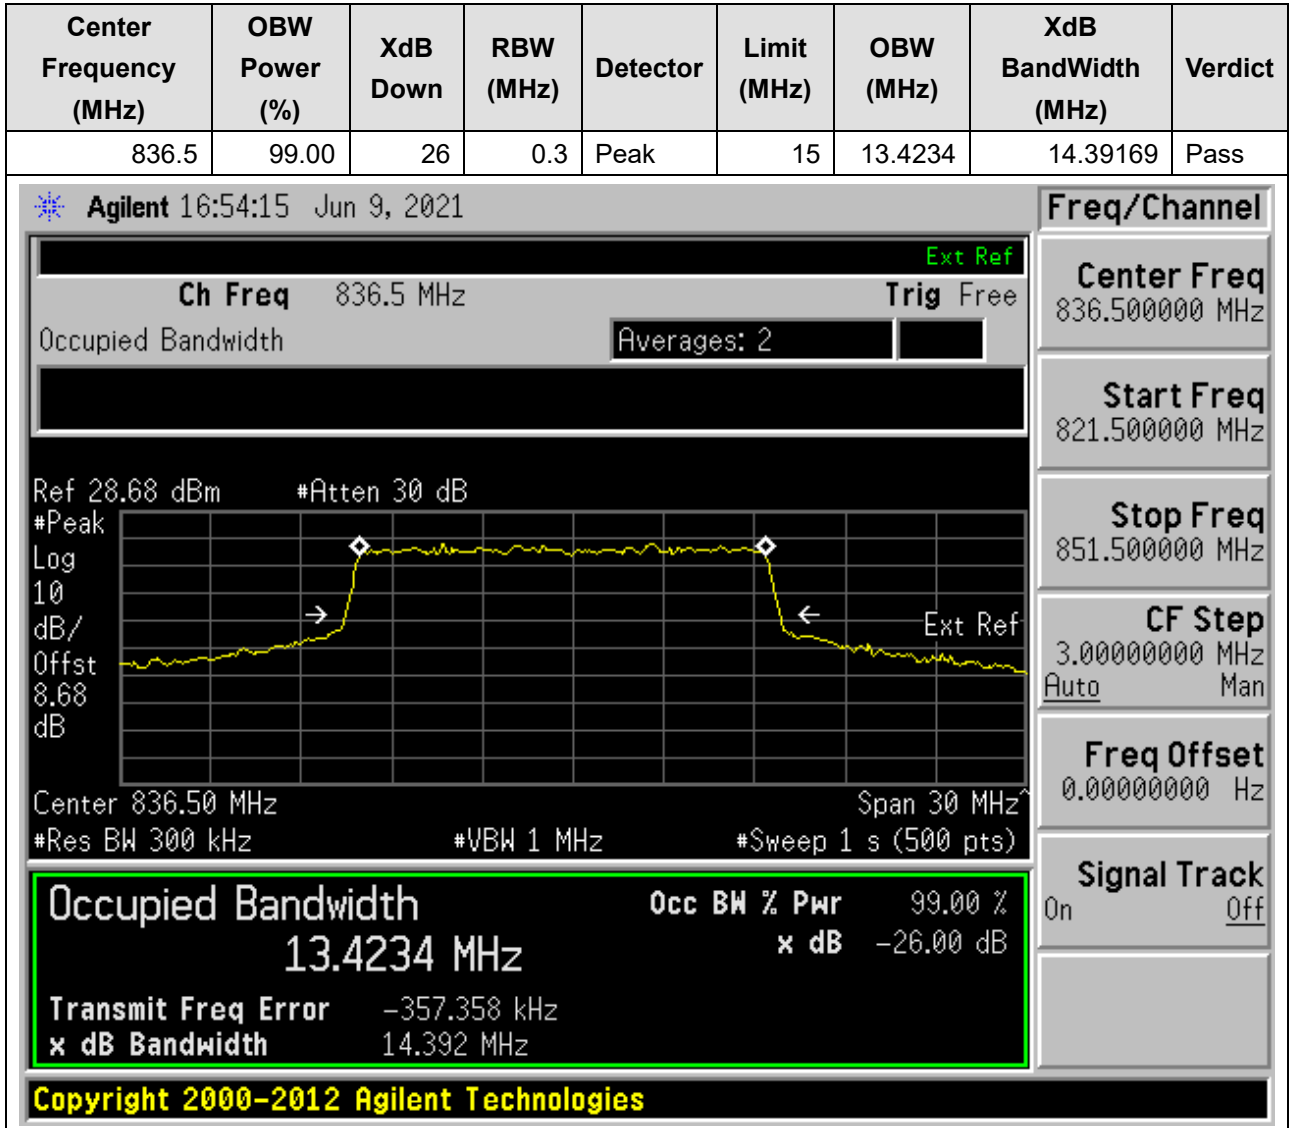 Center Frequency (MHz) OBW Power (%) XdB Down RBW (MHz) Detector Limit (MHz) OBW (MHz) XdB BandWidth (MHz) Verdict
836.5 99.00 26 0.3 Peak 15 13.4234 14.39169 Pass
Agilent 16:54:15 Jun 9, 2021
Ext Ref
Ch Freq 836.5 MHz Trig Free
Occupied Bandwidth Averages: 2
Ref 28.68 dBm #Atten 30 dB
#Peak
Log
10
dB/
Offst
8.68
dB
Ext Ref
Center 836.50 MHz Span 30 MHz^
#Res BW 300 kHz #VBW 1 MHz #Sweep 1 s (500 pts)
Occupied Bandwidth Occ BW % Pwr 99.00 %
13.4234 MHz x dB -26.00 dB
Transmit Freq Error -357.358 kHz
x dB Bandwidth 14.392 MHz
Copyright 2000-2012 Agilent Technologies
Freq/Channel
Center Freq
836.500000 MHz
Start Freq
821.500000 MHz
Stop Freq
851.500000 MHz
CF Step
3.00000000 MHz
Auto Man
Freq Offset
0.00000000 Hz
Signal Track
On Off